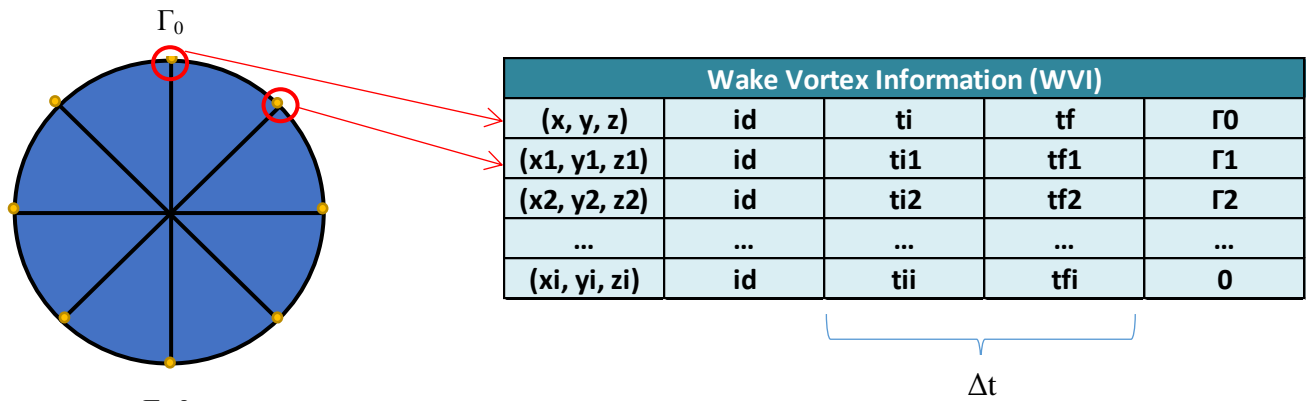 Γ₀
Wake Vortex Information (WVI)
(x, y, z) id ti tf Γ0
(x1, y1, z1) id ti1 tf1 Γ1
(x2, y2, z2) id ti2 tf2 Γ2
... ... ... ... ...
(xi, yi, zi) id tii tfi 0
Δt